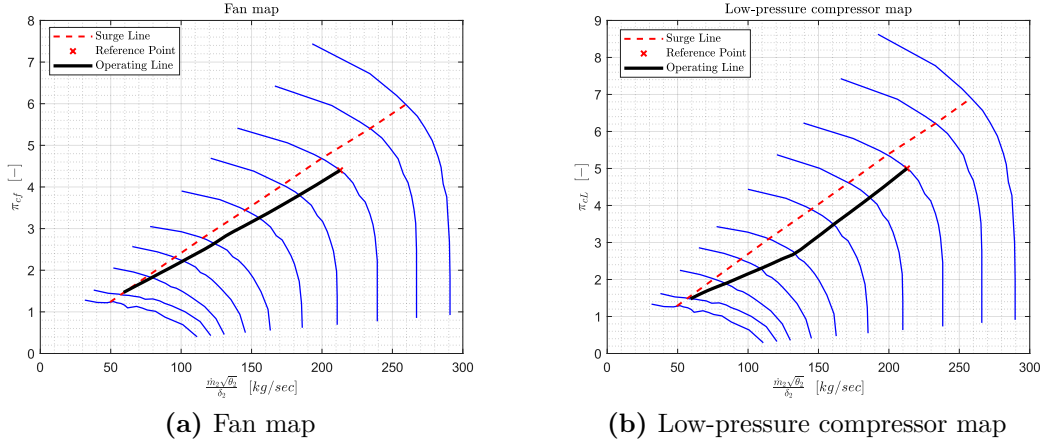 Fan map
Surge Line
Reference Point
Operating Line
8
7
6
5
4
3
2
1
0
π_cf [−]
0 50 100 150 200 250 300
ṁ₂√θ₂/δ₂ [kg/sec]
(a) Fan map
Low-pressure compressor map
Surge Line
Reference Point
Operating Line
9
8
7
6
5
4
3
2
1
0
π_cL [−]
0 50 100 150 200 250 300
ṁ₂√θ₂/δ₂ [kg/sec]
(b) Low-pressure compressor map